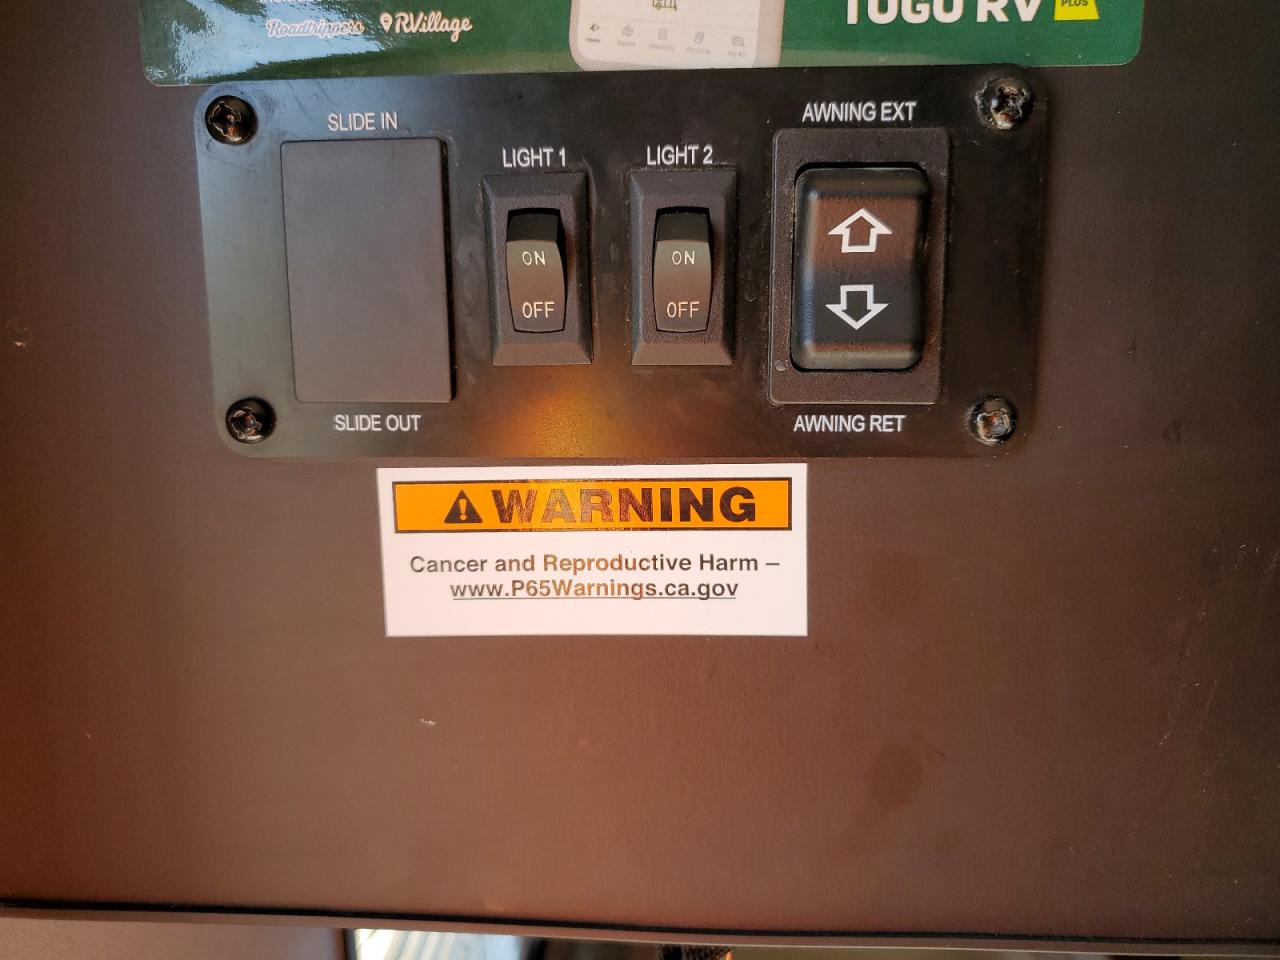 Roadtrippers RVillage
TOGO RV PLUS
Home
SLIDE IN
LIGHT 1
LIGHT 2
AWNING EXT
ON
OFF
ON
OFF
SLIDE OUT
AWNING RET
WARNING
Cancer and Reproductive Harm –
www.P65Warnings.ca.gov